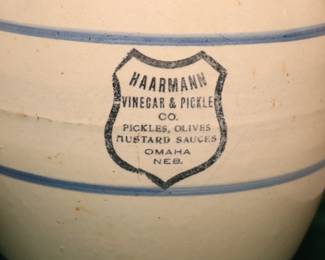 HAARMANN
VINEGAR & PICKLE
CO.
PICKLES, OLIVES
MUSTARD SAUCES
OMAHA
NEB.